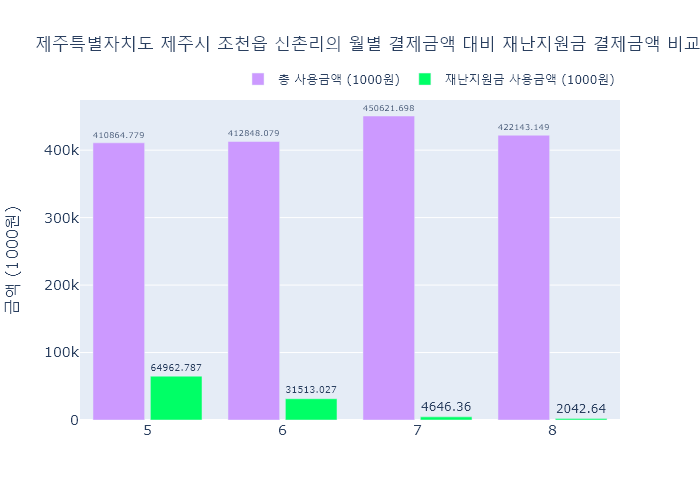 제주특별자치도 제주시 조천읍 신촌리의 월별 결제금액 대비 재난지원금 결제금액 비교
총 사용금액 (1000원) 재난지원금 사용금액 (1000원)
금액 (1000원)
400k
300k
200k
100k
0
410864.779
64962.787
412848.079
31513.027
450621.698
4646.36
422143.149
2042.64
5 6 7 8